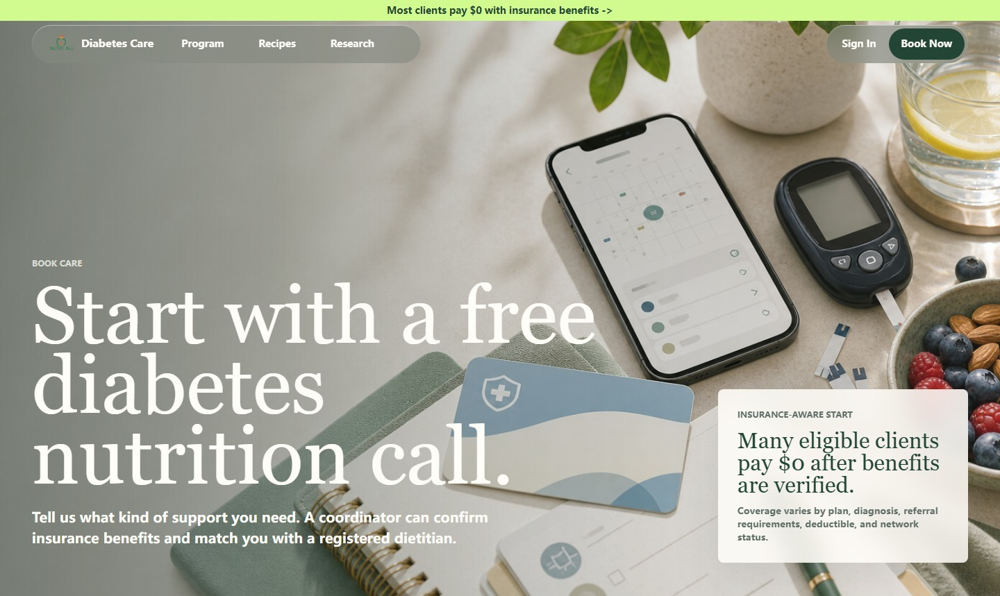 Most clients pay $0 with insurance benefits ->
NUTRI ALL
Diabetes Care
Program
Recipes
Research
Sign In
Book Now
BOOK CARE
Start with a free
diabetes
nutrition call.
Tell us what kind of support you need. A coordinator can confirm
insurance benefits and match you with a registered dietitian.
INSURANCE-AWARE START
Many eligible clients
pay $0 after benefits
are verified.
Coverage varies by plan, diagnosis, referral
requirements, deductible, and network
status.